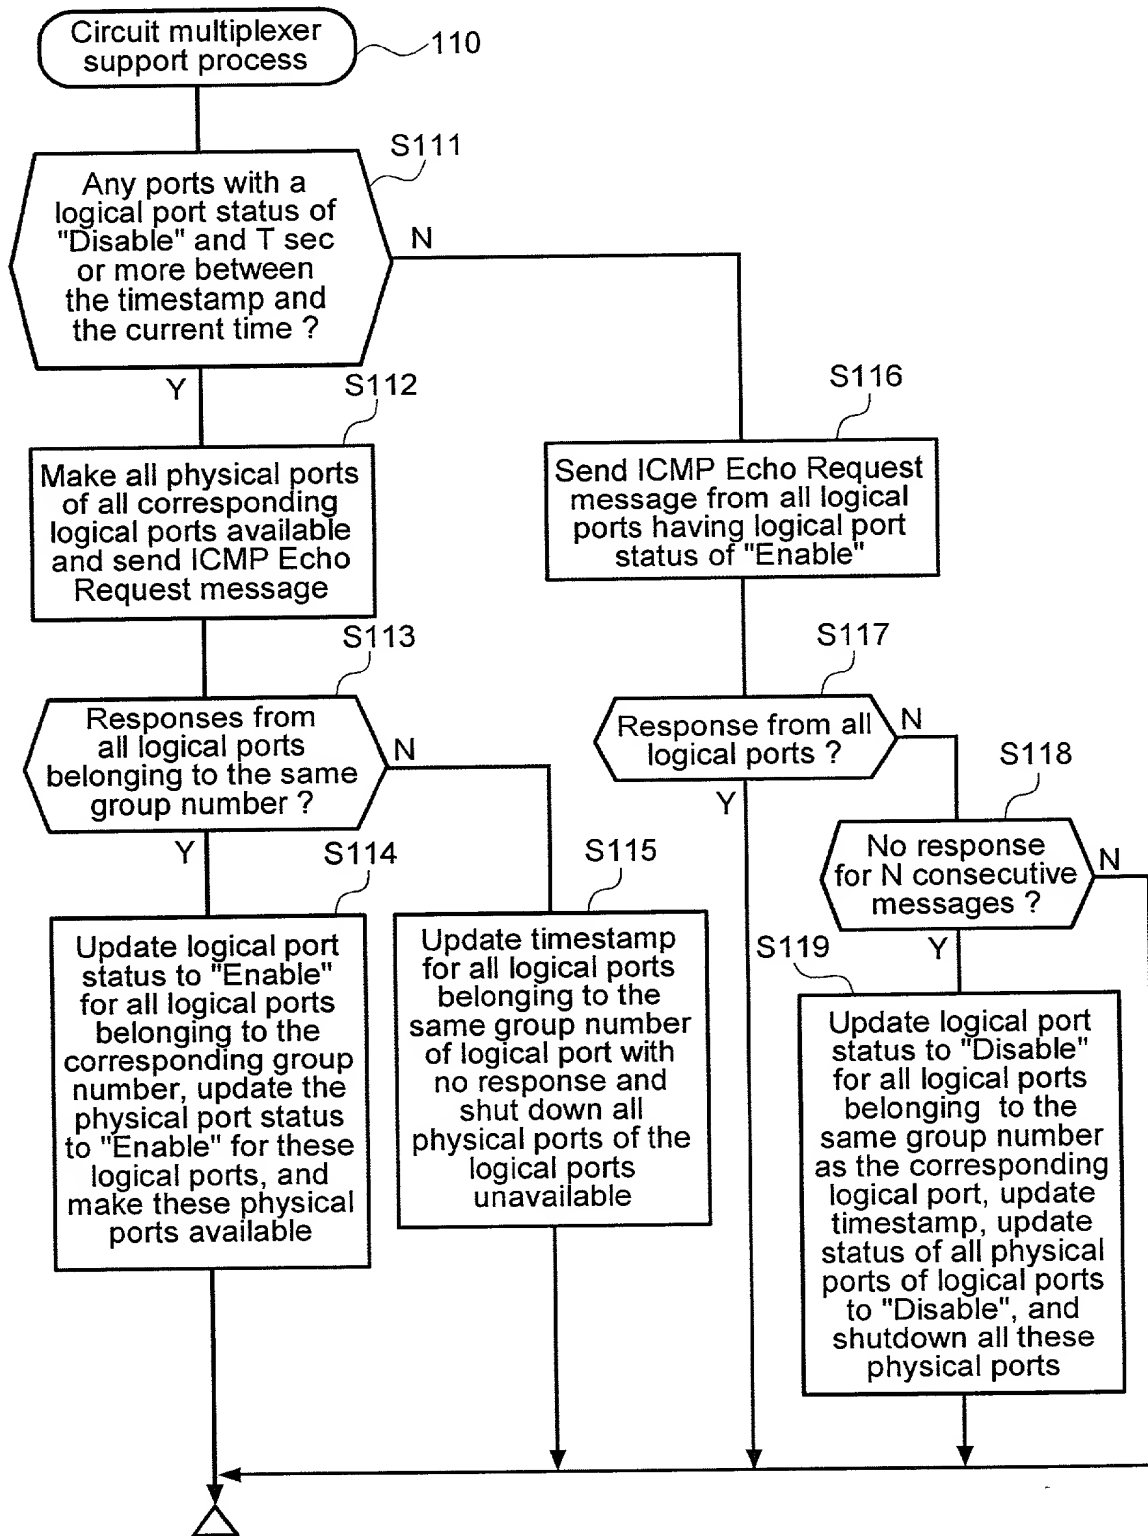 Circuit multiplexer
support process
110
S111
Any ports with a
logical port status of
"Disable" and T sec
or more between
the timestamp and
the current time ?
N
Y
S112
Make all physical ports
of all corresponding
logical ports available
and send ICMP Echo
Request message
S113
Responses from
all logical ports
belonging to the same
group number ?
N
Y
S114
Update logical port
status to "Enable"
for all logical ports
belonging to the
corresponding group
number, update the
physical port status
to "Enable" for these
logical ports, and
make these physical
ports available
S115
Update timestamp
for all logical ports
belonging to the
same group number
of logical port with
no response and
shut down all
physical ports of the
logical ports
unavailable
S116
Send ICMP Echo Request
message from all logical
ports having logical port
status of "Enable"
S117
Response from all
logical ports ?
N
Y
S118
No response
for N consecutive
messages ?
N
Y
S119
Update logical port
status to "Disable"
for all logical ports
belonging to the
same group number
as the corresponding
logical port, update
timestamp, update
status of all physical
ports of logical ports
to "Disable", and
shutdown all these
physical ports